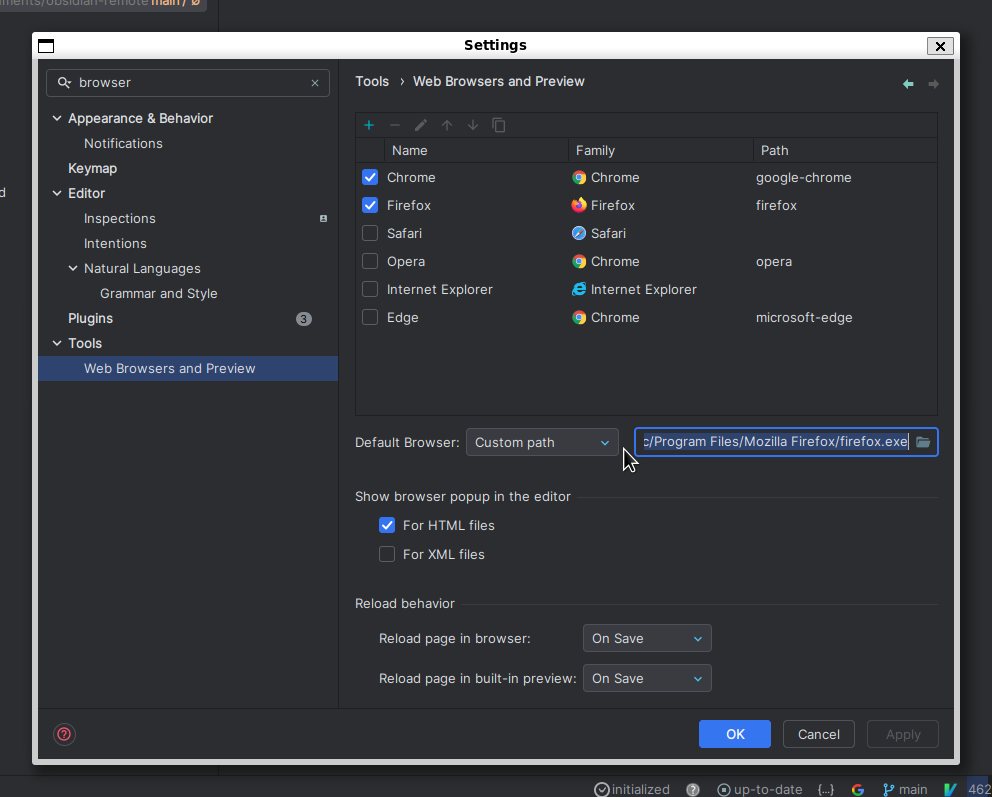 ments/obsidian-remote main / ∅
Settings
browser
Tools › Web Browsers and Preview
Appearance & Behavior
Notifications
Keymap
Editor
Inspections
Intentions
Natural Languages
Grammar and Style
Plugins 3
Tools
Web Browsers and Preview
Name Family Path
Chrome Chrome google-chrome
Firefox Firefox firefox
Safari Safari
Opera Chrome opera
Internet Explorer Internet Explorer
Edge Chrome microsoft-edge
Default Browser: Custom path c/Program Files/Mozilla Firefox/firefox.exe
Show browser popup in the editor
For HTML files
For XML files
Reload behavior
Reload page in browser: On Save
Reload page in built-in preview: On Save
? OK Cancel Apply
initialized ? up-to-date {...} G main V 462
d